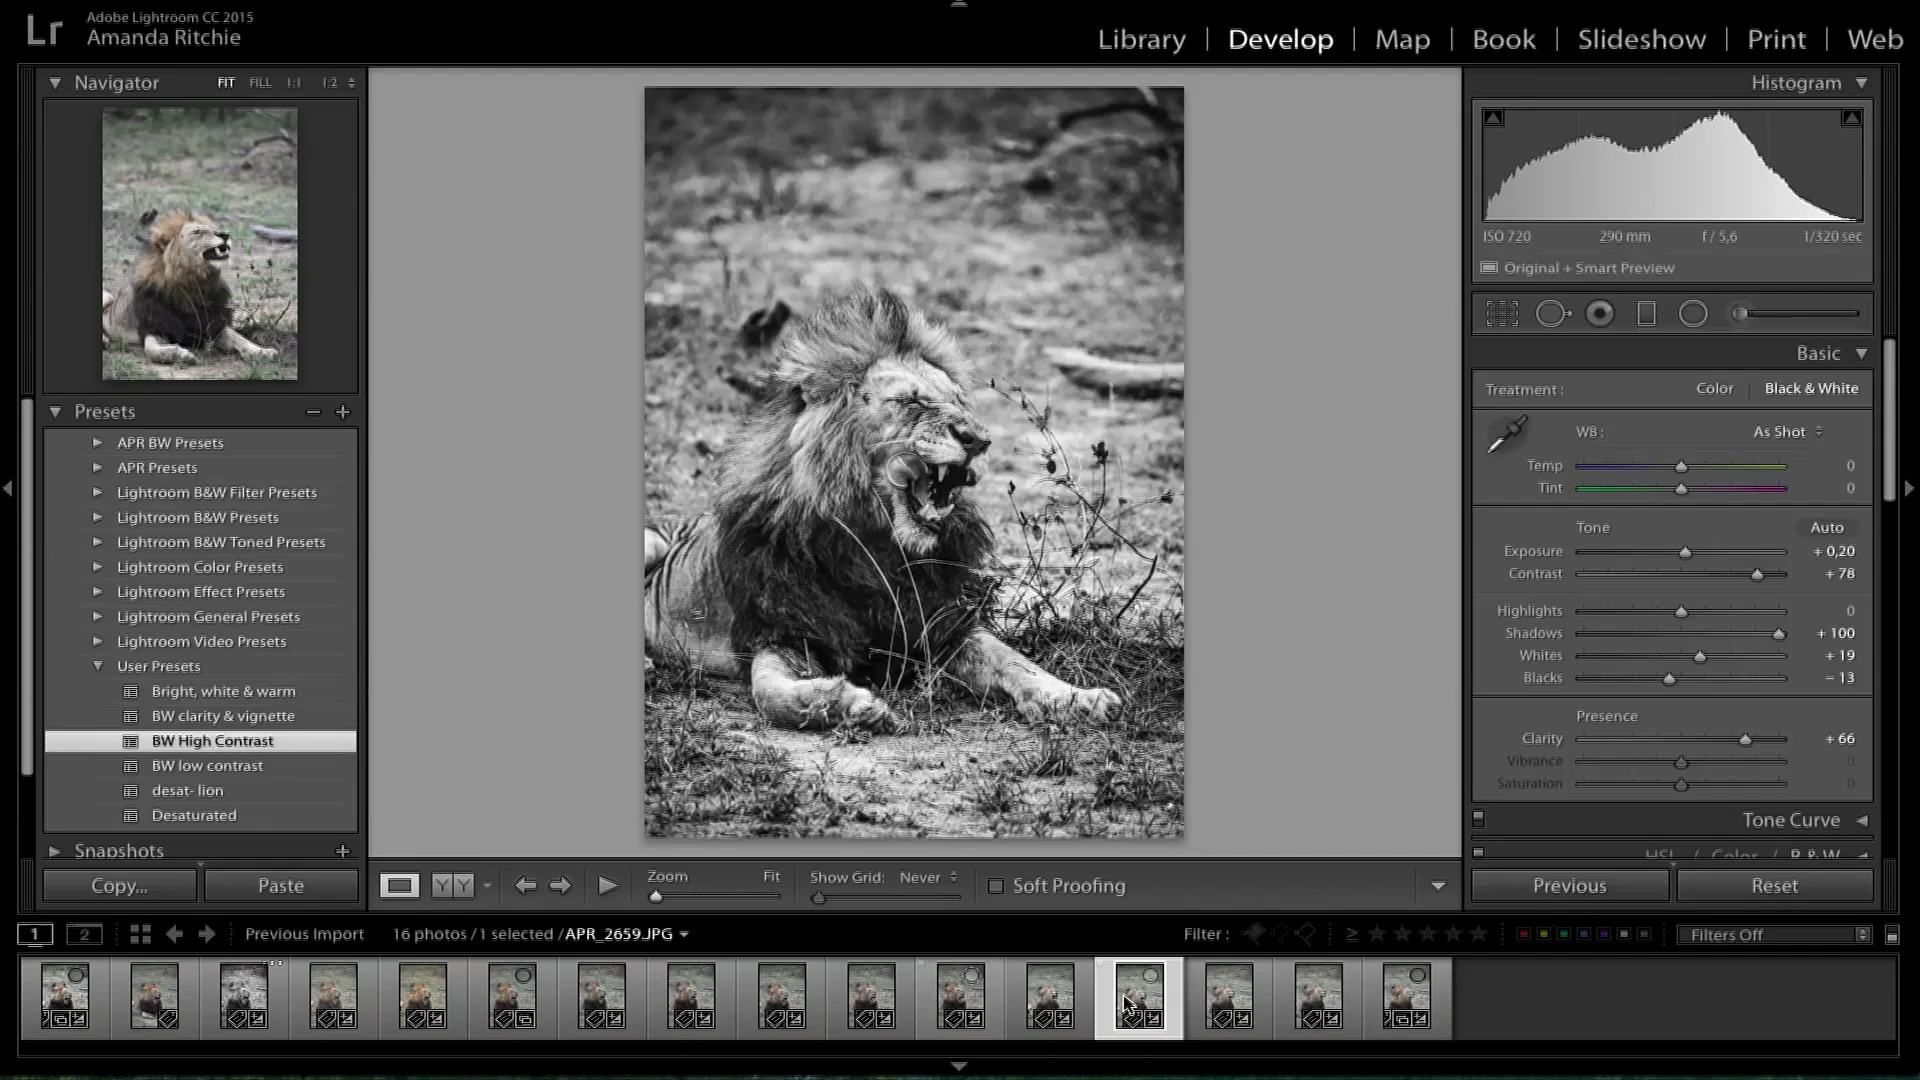 Lr
Adobe Lightroom CC 2015
Amanda Ritchie
Library | Develop | Map | Book | Slideshow | Print | Web
Navigator FIT FILL 1:1 1:2
Presets
APR BW Presets
APR Presets
Lightroom B&W Filter Presets
Lightroom B&W Presets
Lightroom B&W Toned Presets
Lightroom Color Presets
Lightroom Effect Presets
Lightroom General Presets
Lightroom Video Presets
User Presets
Bright, white & warm
BW clarity & vignette
BW High Contrast
BW low contrast
desat- lion
Desaturated
Snapshots
Copy... Paste
Zoom Fit
Show Grid: Never
Soft Proofing
Histogram
ISO 720 290 mm f / 5,6 1/320 sec
Original + Smart Preview
Basic
Treatment : Color | Black & White
WB : As Shot
Temp 0
Tint 0
Tone Auto
Exposure + 0,20
Contrast + 78
Highlights 0
Shadows + 100
Whites + 19
Blacks − 13
Presence
Clarity + 66
Vibrance 0
Saturation 0
Tone Curve
HSL / Color / B & W
Previous Reset
1 2 Previous Import 16 photos / 1 selected / APR_2659.JPG Filter : ≥ Filters Off